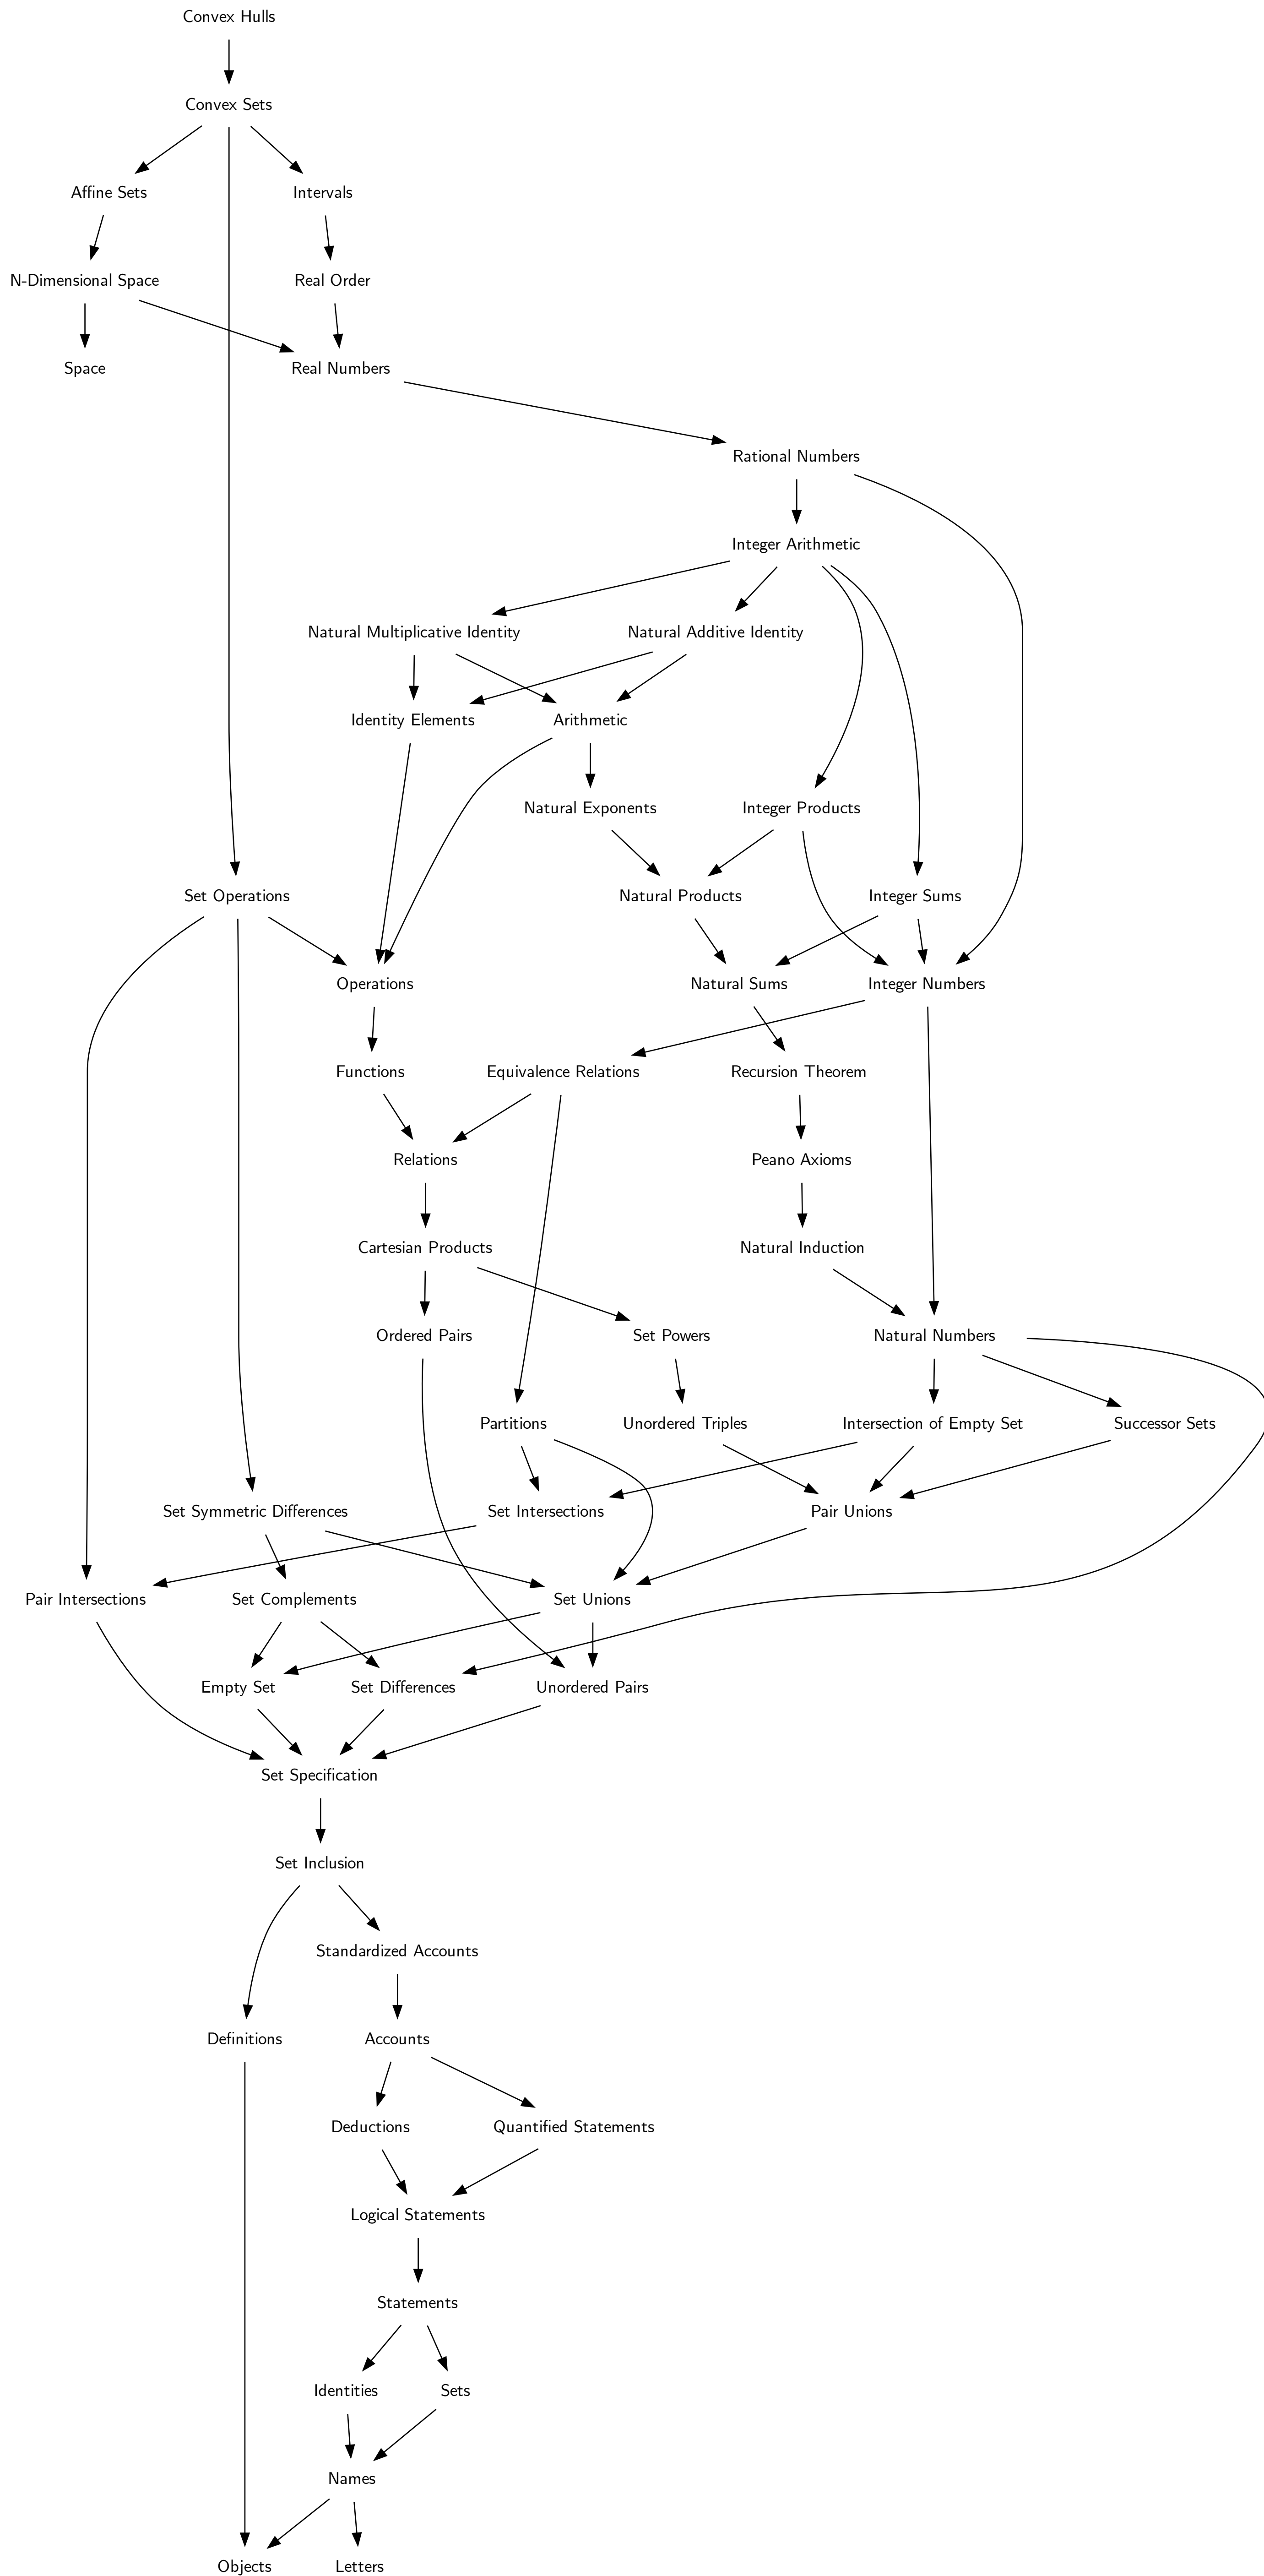 Convex Hulls
Convex Sets
Affine Sets
Intervals
N-Dimensional Space
Real Order
Space
Real Numbers
Rational Numbers
Integer Arithmetic
Natural Multiplicative Identity
Natural Additive Identity
Identity Elements
Arithmetic
Natural Exponents
Integer Products
Set Operations
Natural Products
Integer Sums
Operations
Natural Sums
Integer Numbers
Functions
Equivalence Relations
Recursion Theorem
Relations
Peano Axioms
Cartesian Products
Natural Induction
Ordered Pairs
Set Powers
Natural Numbers
Partitions
Unordered Triples
Intersection of Empty Set
Successor Sets
Set Symmetric Differences
Set Intersections
Pair Unions
Pair Intersections
Set Complements
Set Unions
Empty Set
Set Differences
Unordered Pairs
Set Specification
Set Inclusion
Standardized Accounts
Definitions
Accounts
Deductions
Quantified Statements
Logical Statements
Statements
Identities
Sets
Names
Objects
Letters